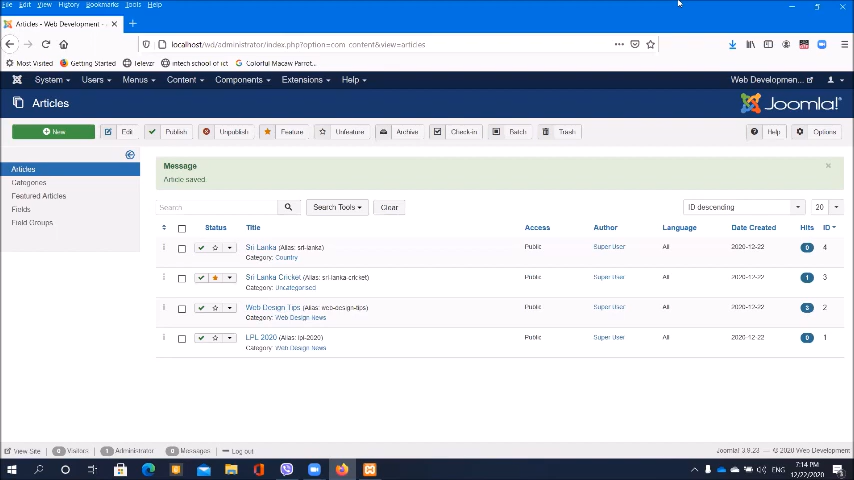 File Edit View History Bookmarks Tools Help
Articles - Web Development -
localhost/wd/administrator/index.php?option=com_content&view=articles
Most Visited Getting Started Televzr intech school of ict Colorful Macaw Parrot...
System Users Menus Content Components Extensions Help Web Developmen...
Articles Joomla!
New Edit Publish Unpublish Feature Unfeature Archive Check-in Batch Trash Help Options
Articles
Categories
Featured Articles
Fields
Field Groups
Message
Article saved.
Search Search Tools Clear ID descending 20
Status Title Access Author Language Date Created Hits ID
Sri Lanka (Alias: sri-lanka) Public Super User All 2020-12-22 0 4
Category: Country
Sri Lanka Cricket (Alias: sri-lanka-cricket) Public Super User All 2020-12-22 1 3
Category: Uncategorised
Web Design Tips (Alias: web-design-tips) Public Super User All 2020-12-22 3 2
Category: Web Design News
LPL 2020 (Alias: lpl-2020) Public Super User All 2020-12-22 0 1
Category: Web Design News
View Site 0 Visitors 1 Administrator 0 Messages Log out Joomla! 3.9.23 — © 2020 Web Development
ENG 7:14 PM
12/22/2020